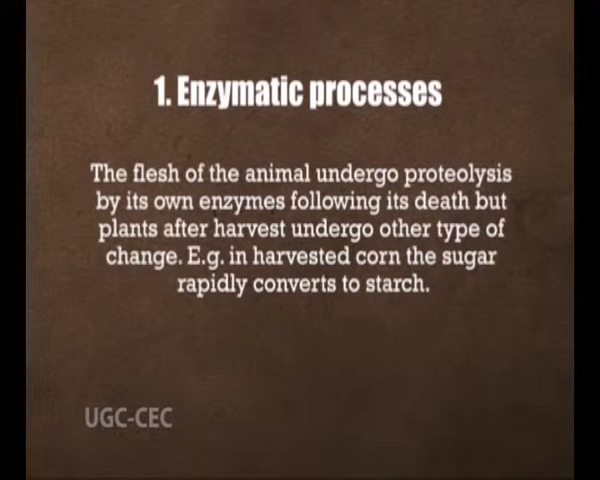 1. Enzymatic processes
The flesh of the animal undergo proteolysis
by its own enzymes following its death but
plants after harvest undergo other type of
change. E.g. in harvested corn the sugar
rapidly converts to starch.
UGC-CEC